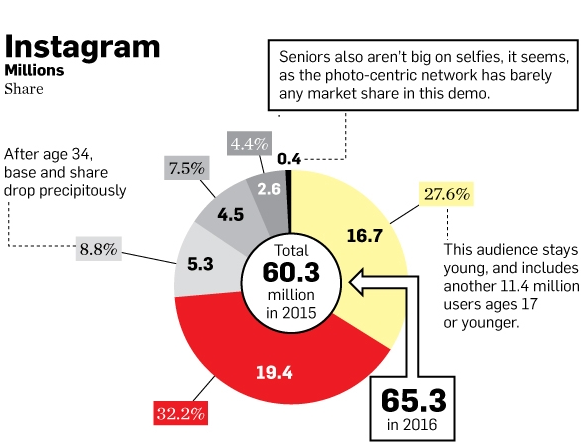 Instagram
Millions
Share
Seniors also aren't big on selfies, it seems,
as the photo-centric network has barely
any market share in this demo.
After age 34,
base and share
drop precipitously
7.5%
4.4%
0.4
2.6
4.5
27.6%
16.7
8.8%
5.3
Total
60.3
million
in 2015
This audience stays
young, and includes
another 11.4 million
users ages 17
or younger.
19.4
32.2%
65.3
in 2016